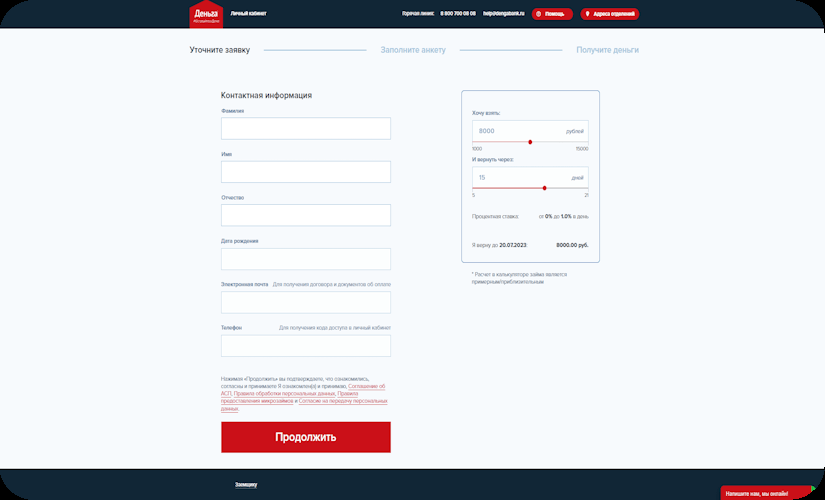 Деньга
Личный кабинет
Горячая линия: 8 800 700 08 08
help@dengabank.ru
Помощь
Адреса отделений
Уточните заявку
Заполните анкету
Получите деньги
Контактная информация
Фамилия
Имя
Отчество
Дата рождения
Электронная почта Для получения договора и документов об оплате
Телефон Для получения кода доступа в личный кабинет
Нажимая «Продолжить» вы подтверждаете, что ознакомились,
согласны и принимаете Я ознакомлен(а) и принимаю, Соглашение об
АСП, Правила обработки персональных данных, Правила
предоставления микрозаймов и Согласие на передачу персональных
данных.
Продолжить
Хочу взять:
8000 рублей
1000 15000
И вернуть через:
15 дней
5 21
Процентная ставка: от 0% до 1.0% в день
Я верну до 20.07.2023 8000.00 руб.
* Расчет в калькуляторе займа является
примерным/приблизительным
Заемщику
Напишите нам, мы онлайн!